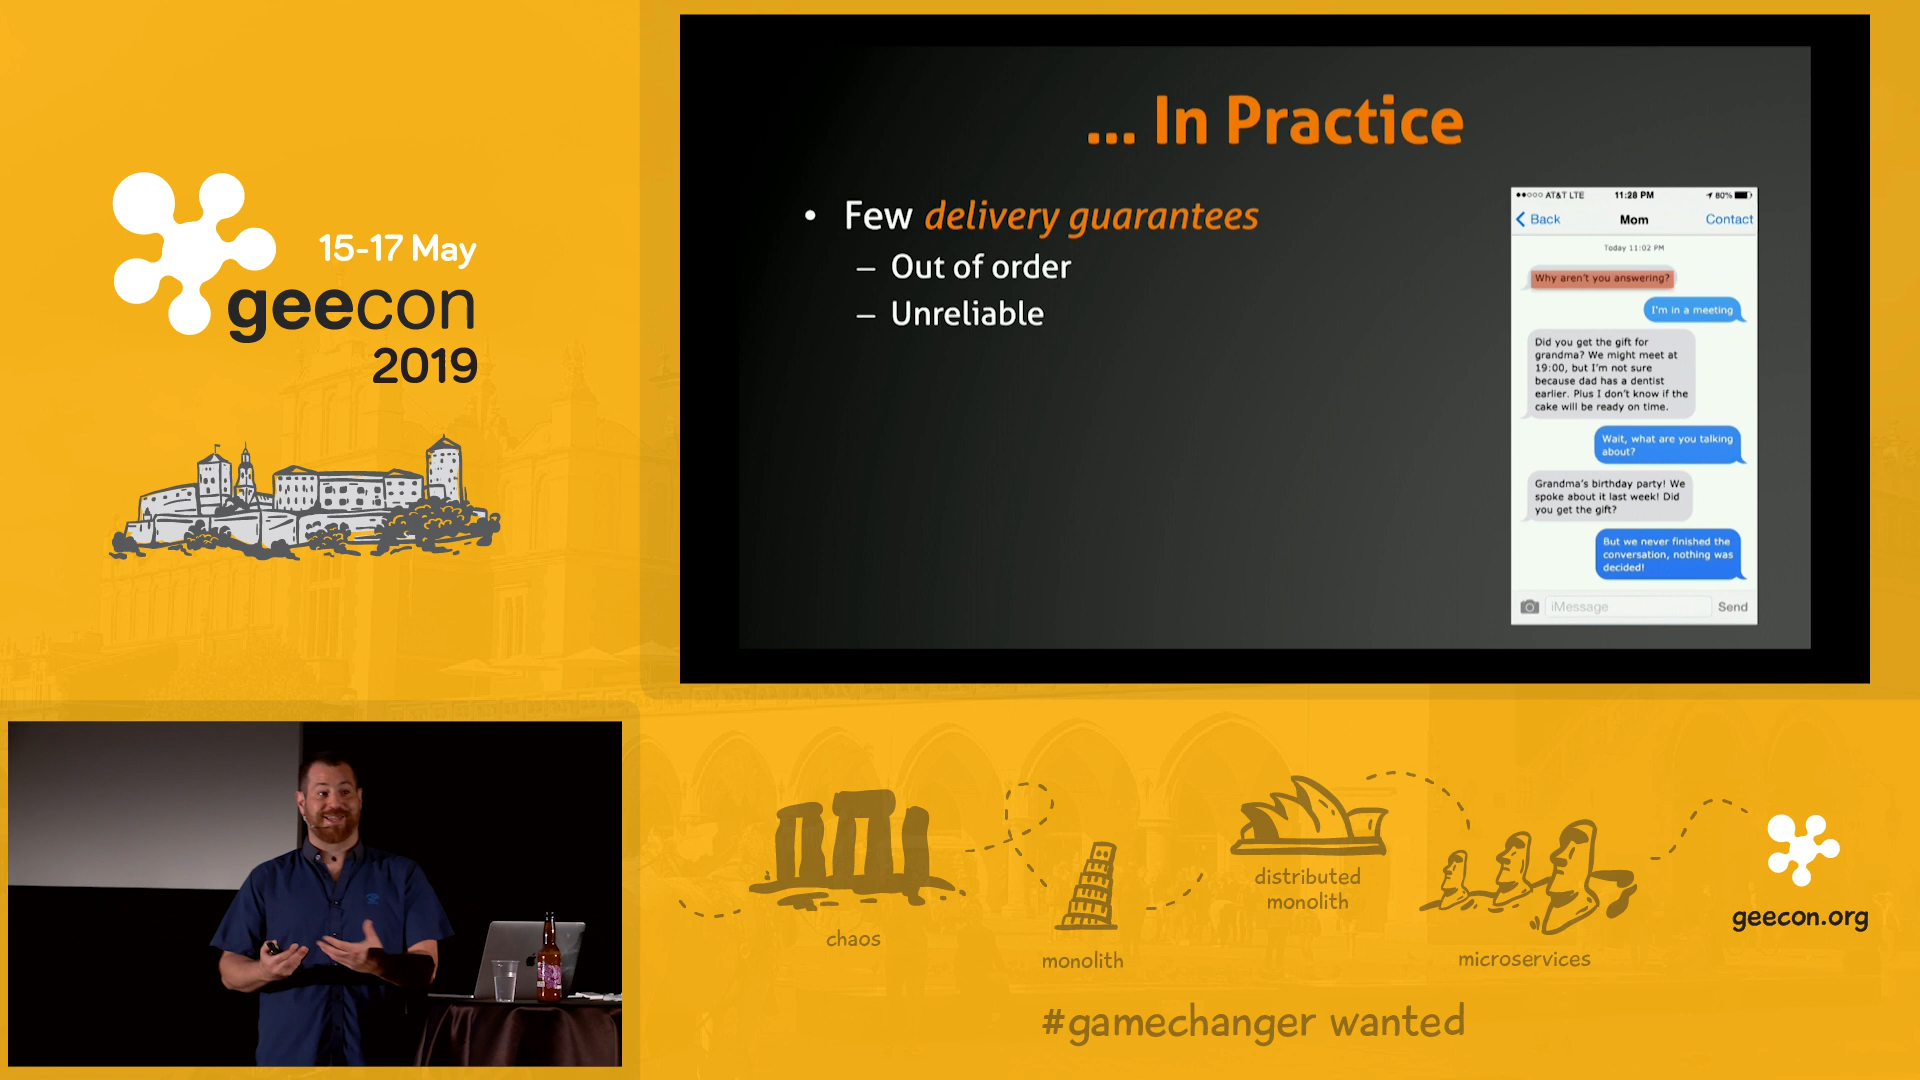 15-17 May
geecon
2019
... In Practice
• Few delivery guarantees
– Out of order
– Unreliable
AT&T LTE 11:28 PM 80%
Back Mom Contact
Today 11:02 PM
Why aren't you answering?
I'm in a meeting
Did you get the gift for
grandma? We might meet at
19:00, but I'm not sure
because dad has a dentist
earlier. Plus I don't know if the
cake will be ready on time.
Wait, what are you talking
about?
Grandma's birthday party! We
spoke about it last week! Did
you get the gift?
But we never finished the
conversation, nothing was
decided!
iMessage Send
chaos
monolith
distributed
monolith
microservices
geecon.org
#gamechanger wanted